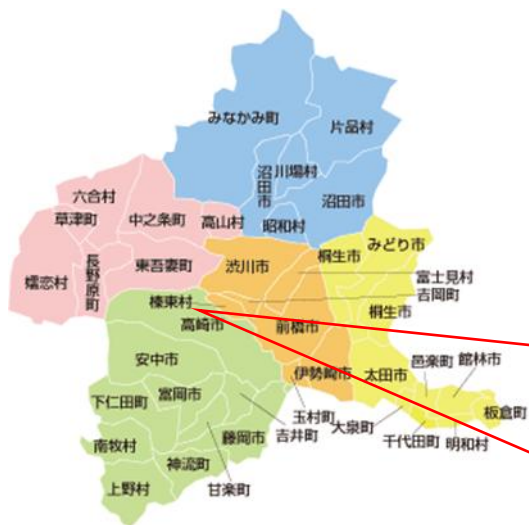 みなかみ町
片品村
川場村
沼田市
沼田市
昭和村
六合村
草津町
中之条町
高山村
嬬恋村
長野原町
東吾妻町
渋川市
桐生市
みどり市
富士見村
吉岡町
榛東村
高崎市
前橋市
桐生市
安中市
伊勢崎市
太田市
邑楽町
館林市
下仁田町
富岡市
玉村町
大泉町
板倉町
吉井町
千代田町
明和村
南牧村
藤岡市
神流町
甘楽町
上野村